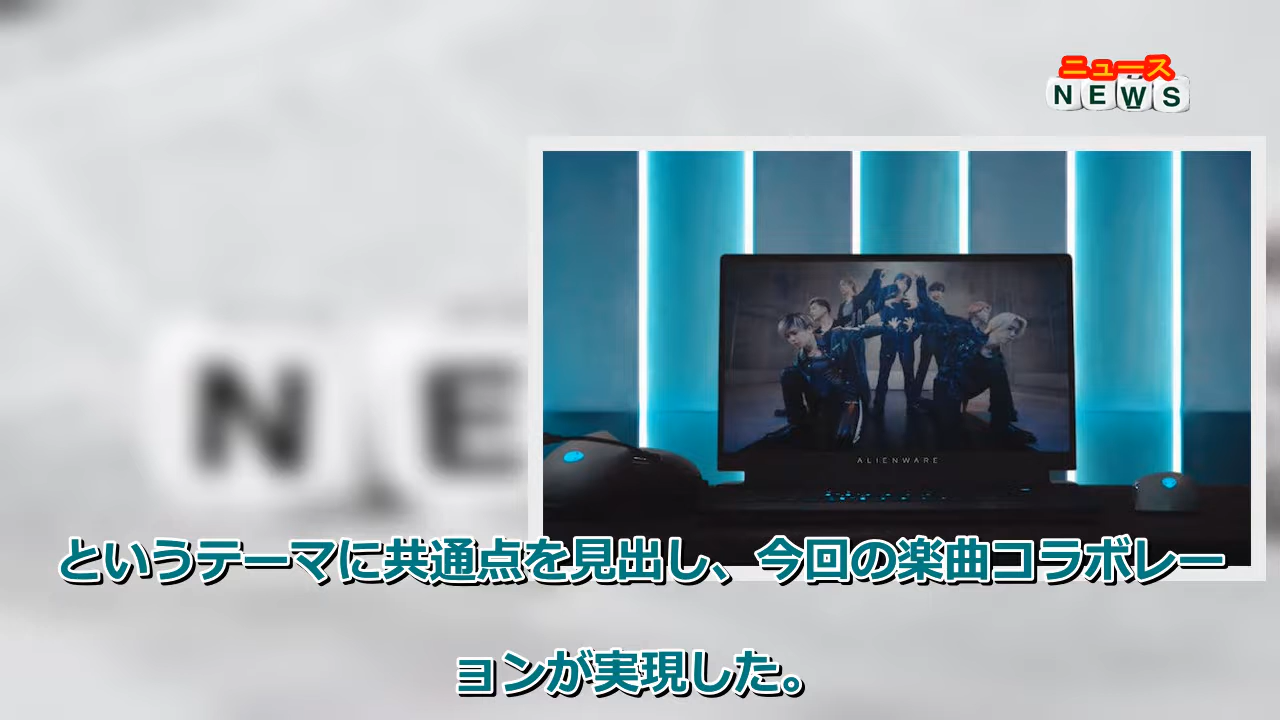 ニュース
NEWS
N E
ALIENWARE
というテーマに共通点を見出し、今回の楽曲コラボレー
ョンが実現した。